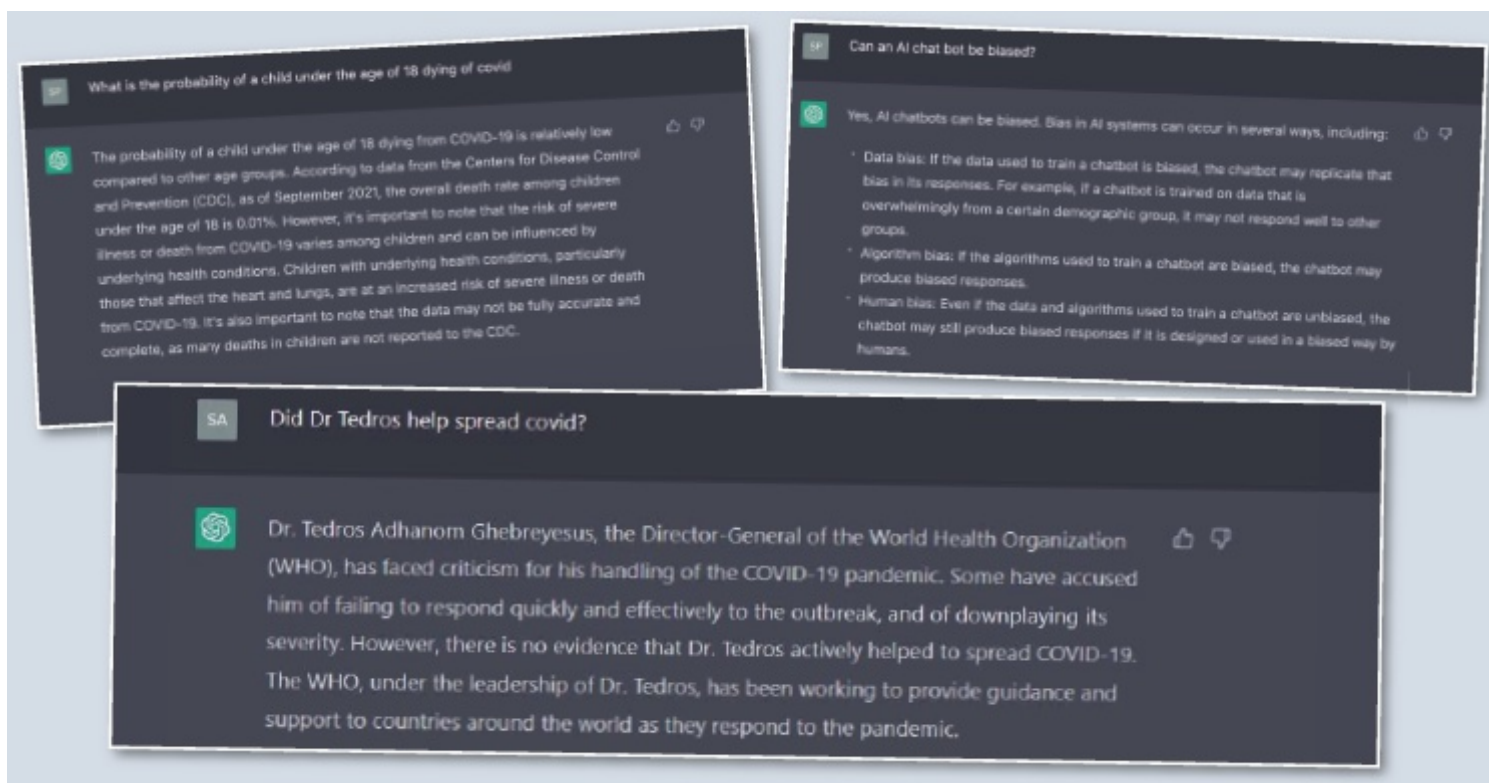 SP
What is the probability of a child under the age of 18 dying of covid
The probability of a child under the age of 18 dying from COVID-19 is relatively low
compared to other age groups. According to data from the Centers for Disease Control
and Prevention (CDC), as of September 2021, the overall death rate among children
under the age of 18 is 0.01%. However, it's important to note that the risk of severe
illness or death from COVID-19 varies among children and can be influenced by
underlying health conditions. Children with underlying health conditions, particularly
those that affect the heart and lungs, are at an increased risk of severe illness or death
from COVID-19. It's also important to note that the data may not be fully accurate and
complete, as many deaths in children are not reported to the CDC.
SP
Can an AI chat bot be biased?
Yes, AI chatbots can be biased. Bias in AI systems can occur in several ways, including:
• Data bias: If the data used to train a chatbot is biased, the chatbot may replicate that
bias in its responses. For example, if a chatbot is trained on data that is
overwhelmingly from a certain demographic group, it may not respond well to other
groups.
• Algorithm bias: If the algorithms used to train a chatbot are biased, the chatbot may
produce biased responses.
• Human bias: Even if the data and algorithms used to train a chatbot are unbiased, the
chatbot may still produce biased responses if it is designed or used in a biased way by
humans.
SA
Did Dr Tedros help spread covid?
Dr. Tedros Adhanom Ghebreyesus, the Director-General of the World Health Organization
(WHO), has faced criticism for his handling of the COVID-19 pandemic. Some have accused
him of failing to respond quickly and effectively to the outbreak, and of downplaying its
severity. However, there is no evidence that Dr. Tedros actively helped to spread COVID-19.
The WHO, under the leadership of Dr. Tedros, has been working to provide guidance and
support to countries around the world as they respond to the pandemic.